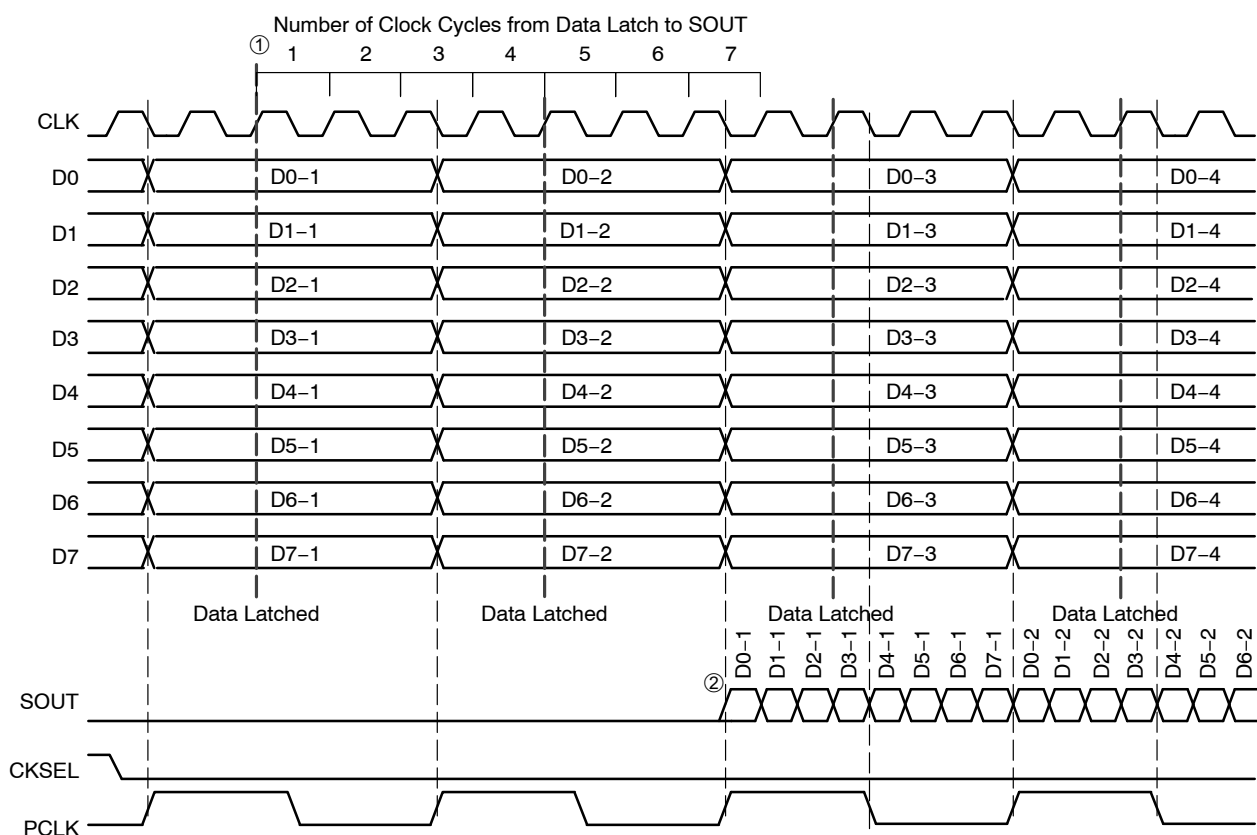 Number of Clock Cycles from Data Latch to SOUT
① 1 2 3 4 5 6 7
CLK
D0 D0−1 D0−2 D0−3 D0−4
D1 D1−1 D1−2 D1−3 D1−4
D2 D2−1 D2−2 D2−3 D2−4
D3 D3−1 D3−2 D3−3 D3−4
D4 D4−1 D4−2 D4−3 D4−4
D5 D5−1 D5−2 D5−3 D5−4
D6 D6−1 D6−2 D6−3 D6−4
D7 D7−1 D7−2 D7−3 D7−4
Data Latched Data Latched Data Latched Data Latched
D0−1 D1−1 D2−1 D3−1 D4−1 D5−1 D6−1 D7−1 D0−2 D1−2 D2−2 D3−2 D4−2 D5−2 D6−2
②
SOUT
CKSEL
PCLK